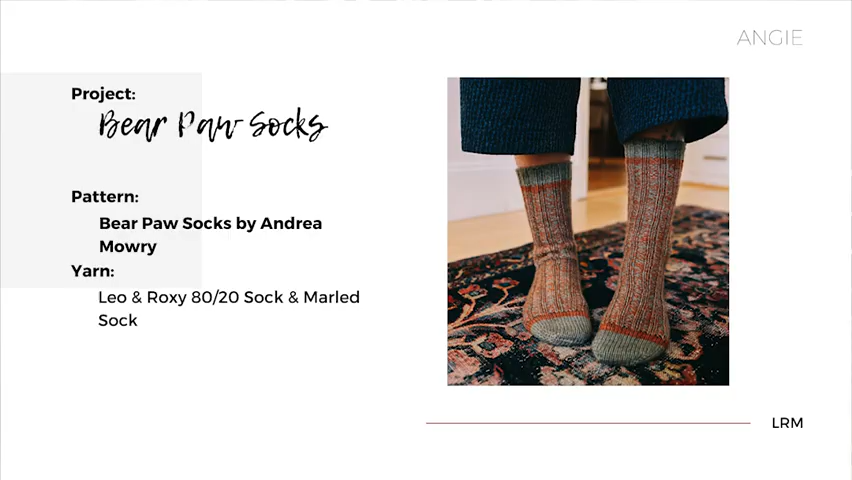 ANGIE
Project:
Bear Paw Socks
Pattern:
Bear Paw Socks by Andrea
Mowry
Yarn:
Leo & Roxy 80/20 Sock & Marled
Sock
LRM